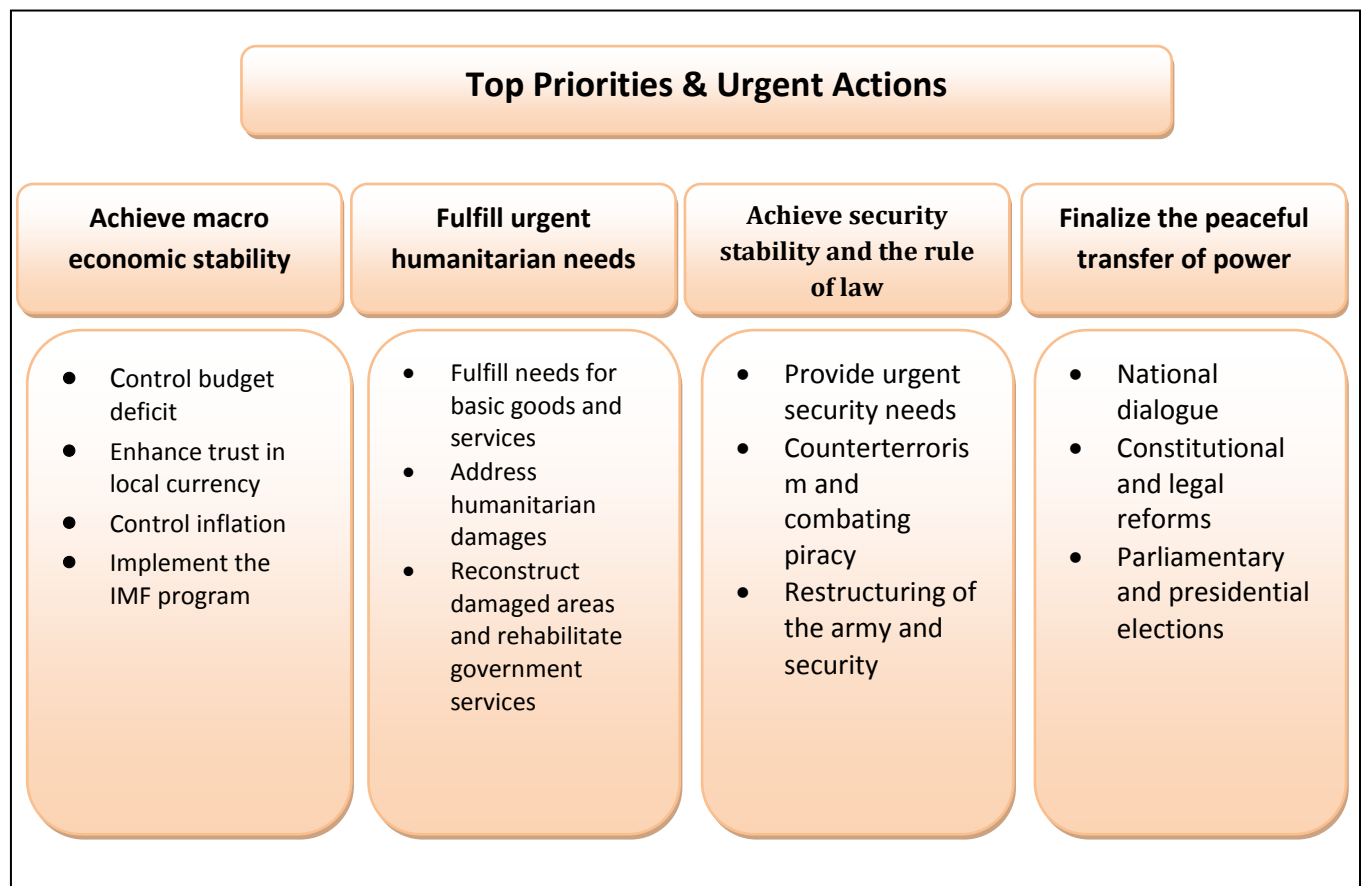 Top Priorities & Urgent Actions
Achieve macro
economic stability
Fulfill urgent
humanitarian needs
Achieve security
stability and the rule
of law
Finalize the peaceful
transfer of power
● Control budget
deficit
● Enhance trust in
local currency
● Control inflation
● Implement the
IMF program
• Fulfill needs for
basic goods and
services
• Address
humanitarian
damages
• Reconstruct
damaged areas
and rehabilitate
government
services
• Provide urgent
security needs
• Counterterroris
m and
combating
piracy
• Restructuring of
the army and
security
• National
dialogue
• Constitutional
and legal
reforms
• Parliamentary
and presidential
elections